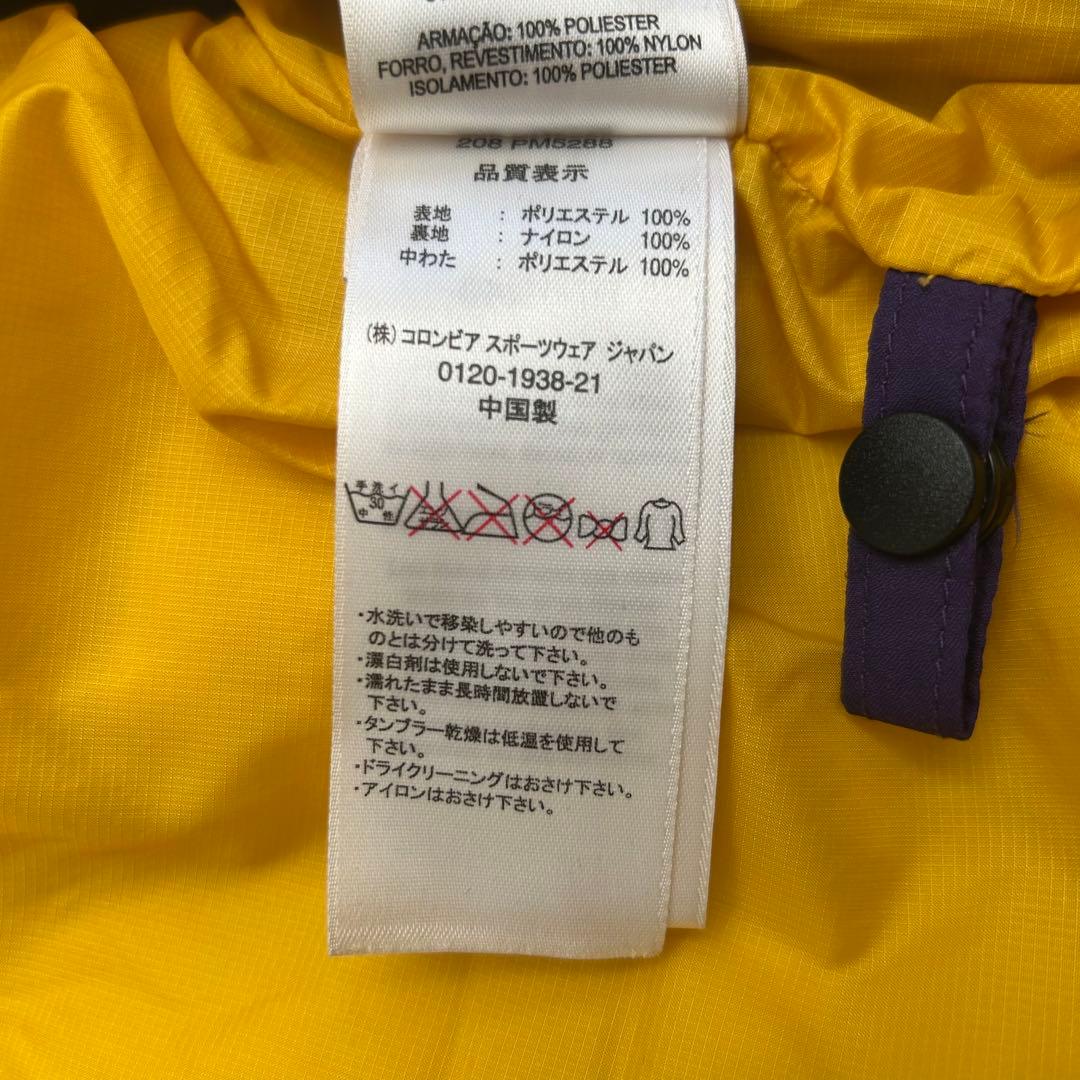 ARMAÇÃO: 100% POLIESTER
FORRO, REVESTIMENTO: 100% NYLON
ISOLAMENTO: 100% POLIESTER
208 PM5288
品質表示
表地 : ポリエステル 100%
裏地 : ナイロン 100%
中わた : ポリエステル 100%
(株) コロンビア スポーツウェア ジャパン
0120-1938-21
中国製
手洗イ
30
中性
・水洗いで移染しやすいので他のも
のとは分けて洗って下さい。
・漂白剤は使用しないで下さい。
・濡れたまま長時間放置しないで
下さい。
・タンブラー乾燥は低温を使用して
下さい。
・ドライクリーニングはおさけ下さい。
・アイロンはおさけ下さい。